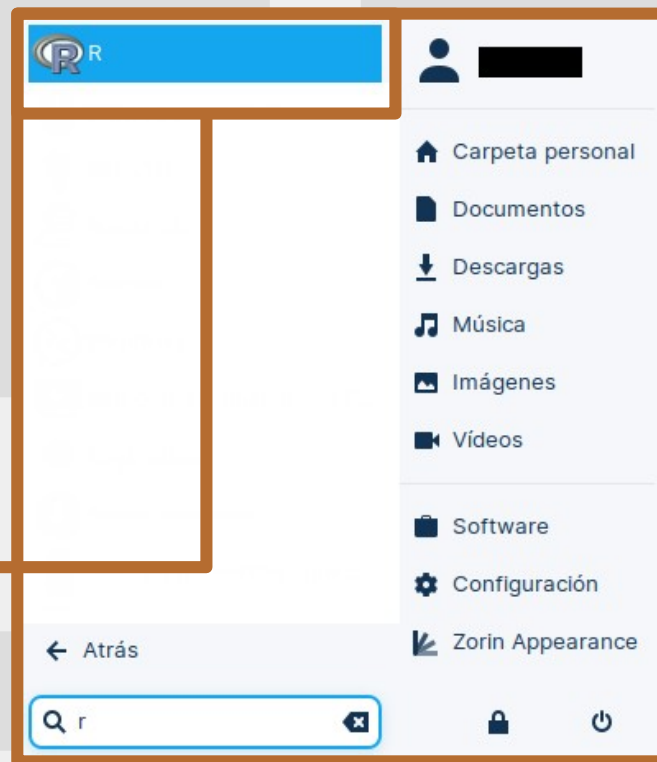 R
Carpeta personal
Documentos
Descargas
Música
Imágenes
Vídeos
Software
Configuración
Zorin Appearance
Atrás
r